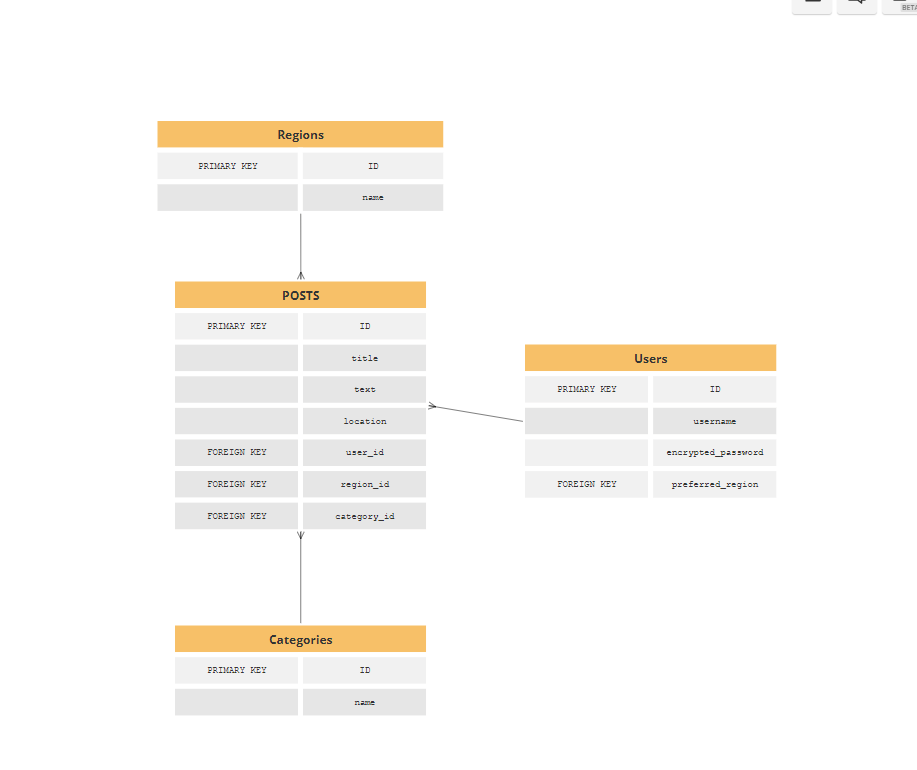 BETA
Regions
PRIMARY KEY ID
name
POSTS
PRIMARY KEY ID
title
text
location
FOREIGN KEY user_id
FOREIGN KEY region_id
FOREIGN KEY category_id
Users
PRIMARY KEY ID
username
encrypted_password
FOREIGN KEY preferred_region
Categories
PRIMARY KEY ID
name